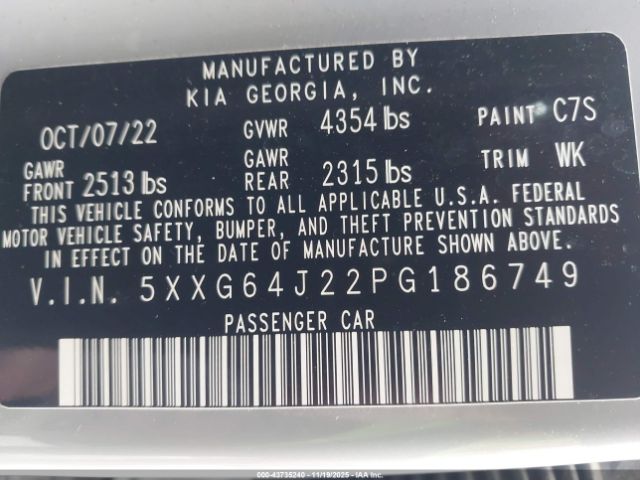 MANUFACTURED BY
KIA GEORGIA, INC.
OCT/07/22 GVWR 4354 lbs PAINT C7S
GAWR FRONT 2513 lbs GAWR REAR 2315 lbs TRIM WK
THIS VEHICLE CONFORMS TO ALL APPLICABLE U.S.A. FEDERAL
MOTOR VEHICLE SAFETY, BUMPER, AND THEFT PREVENTION STANDARDS
IN EFFECT ON THE DATE OF MANUFACTURE SHOWN ABOVE.
V.I.N. 5XXG64J22PG186749
PASSENGER CAR
000-43735240 - 11/19/2025 - IAA Inc.